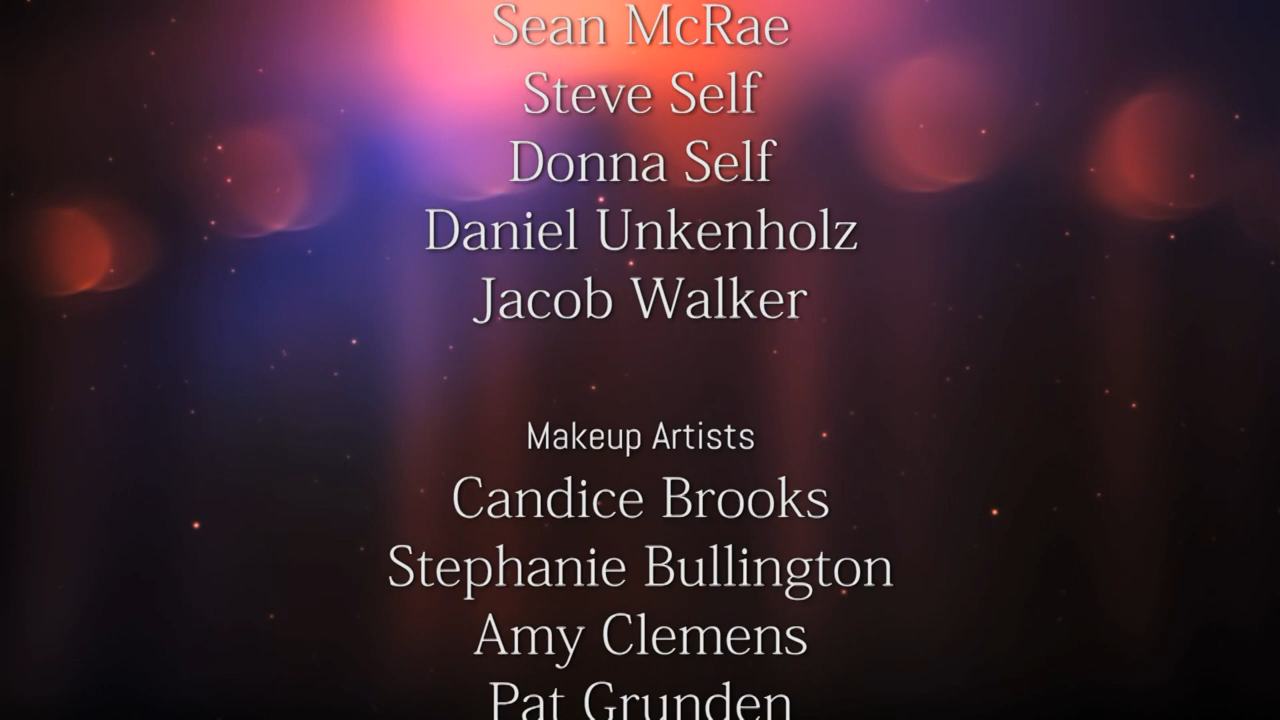 Sean McRae
Steve Self
Donna Self
Daniel Unkenholz
Jacob Walker
Makeup Artists
Candice Brooks
Stephanie Bullington
Amy Clemens
Pat Grunden